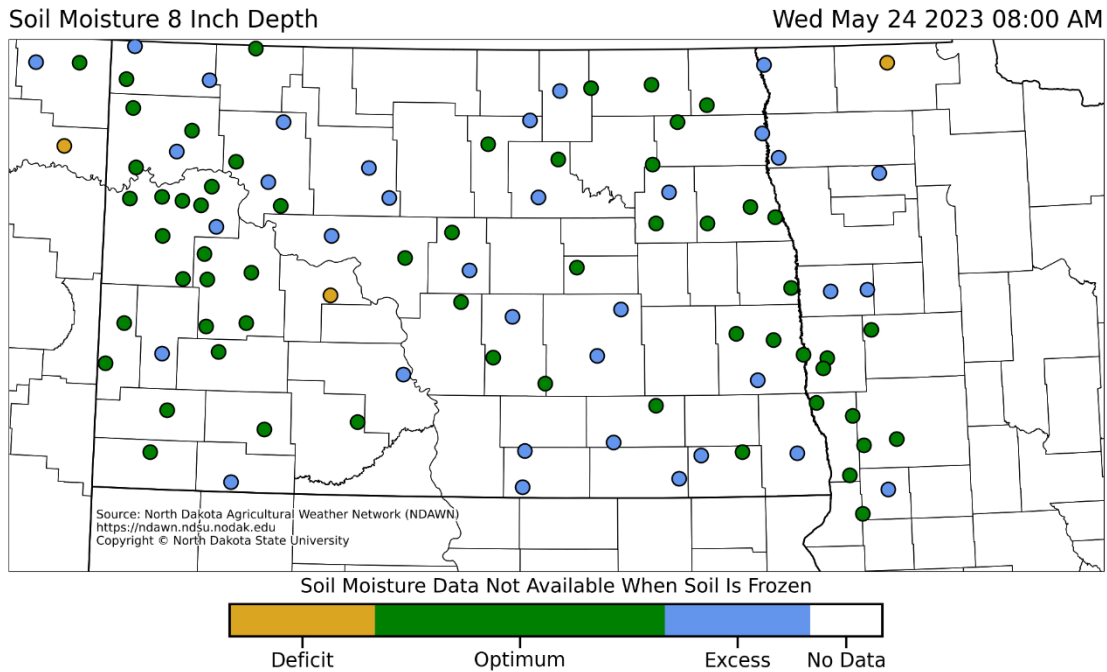 Soil Moisture 8 Inch Depth
Wed May 24 2023 08:00 AM
Source: North Dakota Agricultural Weather Network (NDAWN)
https://ndawn.ndsu.nodak.edu
Copyright © North Dakota State University
Soil Moisture Data Not Available When Soil Is Frozen
Deficit
Optimum
Excess
No Data